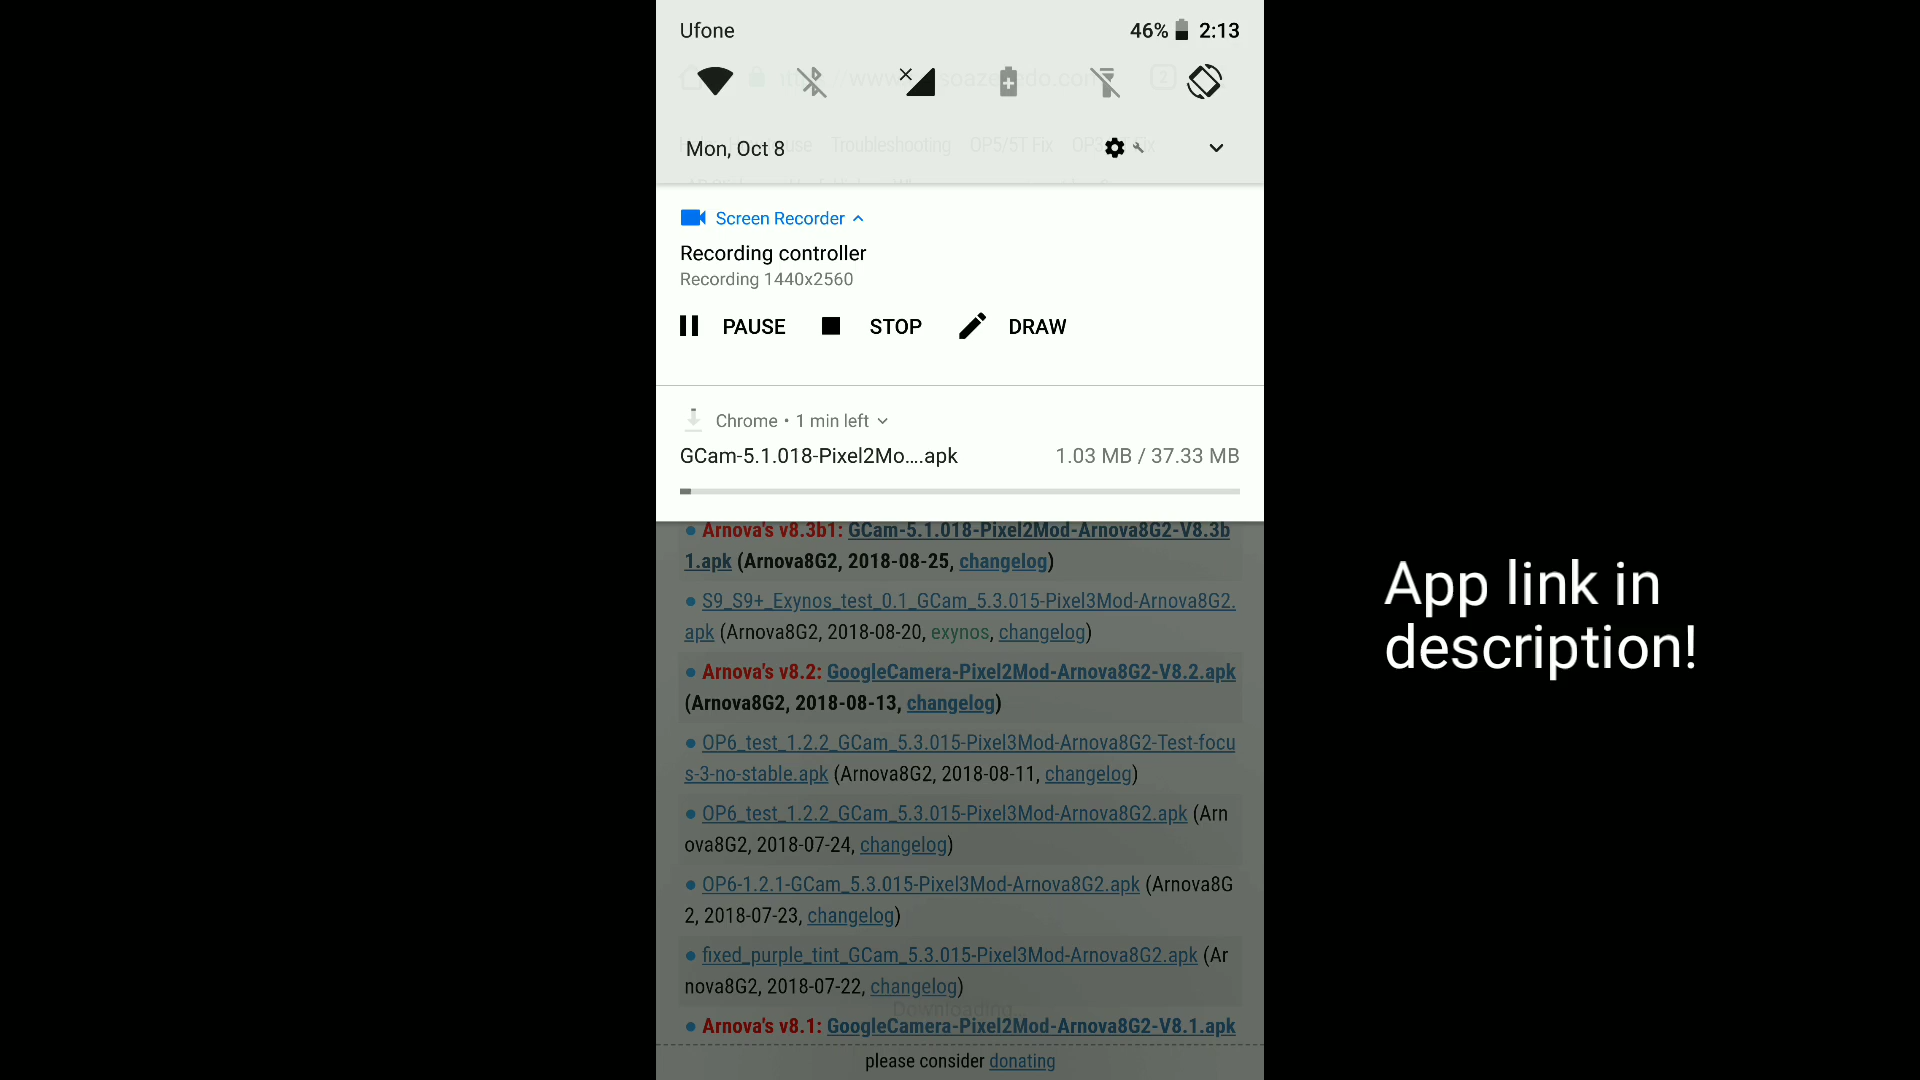 Ufone
46% 2:13
2
Troubleshooting OP5/5T Fix
Mon, Oct 8
Screen Recorder
Recording controller
Recording 1440x2560
PAUSE STOP DRAW
Chrome • 1 min left
GCam-5.1.018-Pixel2Mo....apk 1.03 MB / 37.33 MB
• Arnova's v8.3b1: GCam-5.1.018-Pixel2Mod-Arnova8G2-V8.3b
1.apk (Arnova8G2, 2018-08-25, changelog)
• S9_S9+_Exynos_test_0.1_GCam_5.3.015-Pixel3Mod-Arnova8G2.
apk (Arnova8G2, 2018-08-20, exynos, changelog)
• Arnova's v8.2: GoogleCamera-Pixel2Mod-Arnova8G2-V8.2.apk
(Arnova8G2, 2018-08-13, changelog)
• OP6_test_1.2.2_GCam_5.3.015-Pixel3Mod-Arnova8G2-Test-focu
s-3-no-stable.apk (Arnova8G2, 2018-08-11, changelog)
• OP6_test_1.2.2_GCam_5.3.015-Pixel3Mod-Arnova8G2.apk (Arn
ova8G2, 2018-07-24, changelog)
• OP6-1.2.1-GCam_5.3.015-Pixel3Mod-Arnova8G2.apk (Arnova8G
2, 2018-07-23, changelog)
• fixed_purple_tint_GCam_5.3.015-Pixel3Mod-Arnova8G2.apk (Ar
nova8G2, 2018-07-22, changelog)
Downloading...
• Arnova's v8.1: GoogleCamera-Pixel2Mod-Arnova8G2-V8.1.apk
please consider donating
App link in
description!